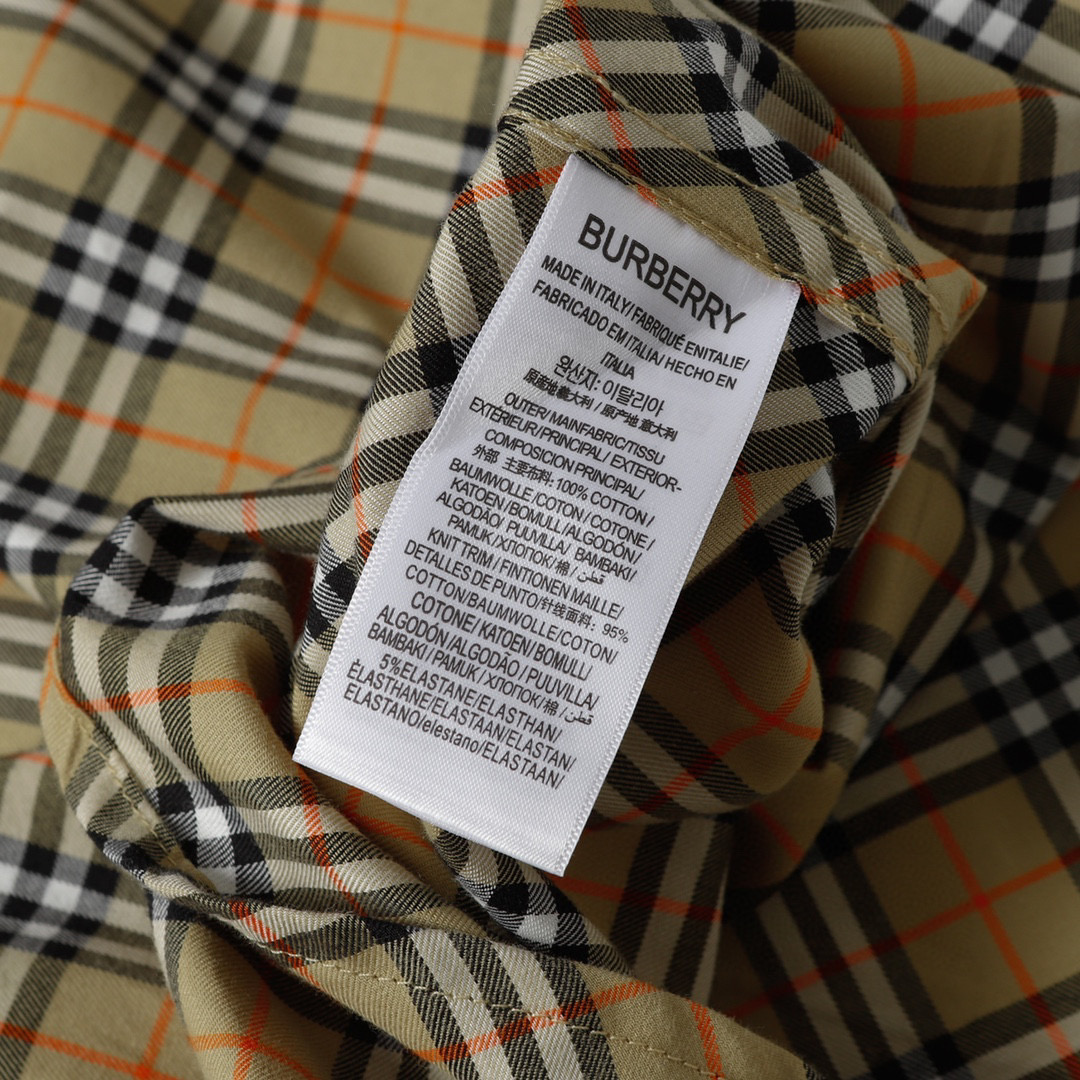 BURBERRY
MADE IN ITALY/FABRIQUÉ ENITALIE/
FABRICADO EM ITALIA/ HECHO EN
ITALIA
완산지: 이탈리아
原産地意大利 / 原产地 意大利
OUTER/ MAINFABRIC/TISSU
EXTÉRIEUR/PRINCIPAL/ EXTERIOR-
COMPOSICION PRINCIPAL/
外部. 主要布料: 100% COTTON /
BAUMWOLLE/COTON / COTONE/
KATOEN/BOMULL/ALGODÓN/
ALGODÃO/ PUUVILLA/ BAMBAKI/
PAMUK/ХЛОПОК/棉 / قطن /
KNIT TRIM / FINTIONEN MAILLE/
DETALLES DE PUNTO/针线面料: 95%
COTTON/BAUMWOLLE/COTON/
COTONE/ KATOEN/BOMULL/
ALGODÓN/ALGODÃO/ PUUVILLA/
BAMBAKI / PAMUK/ХЛОПОК/棉 / قطن /
5%ELASTANE/ELASTHAN/
ÉLASTHANE/ELASTAAN/ELASTAN/
ELASTANO/elestano/ELASTAAN/